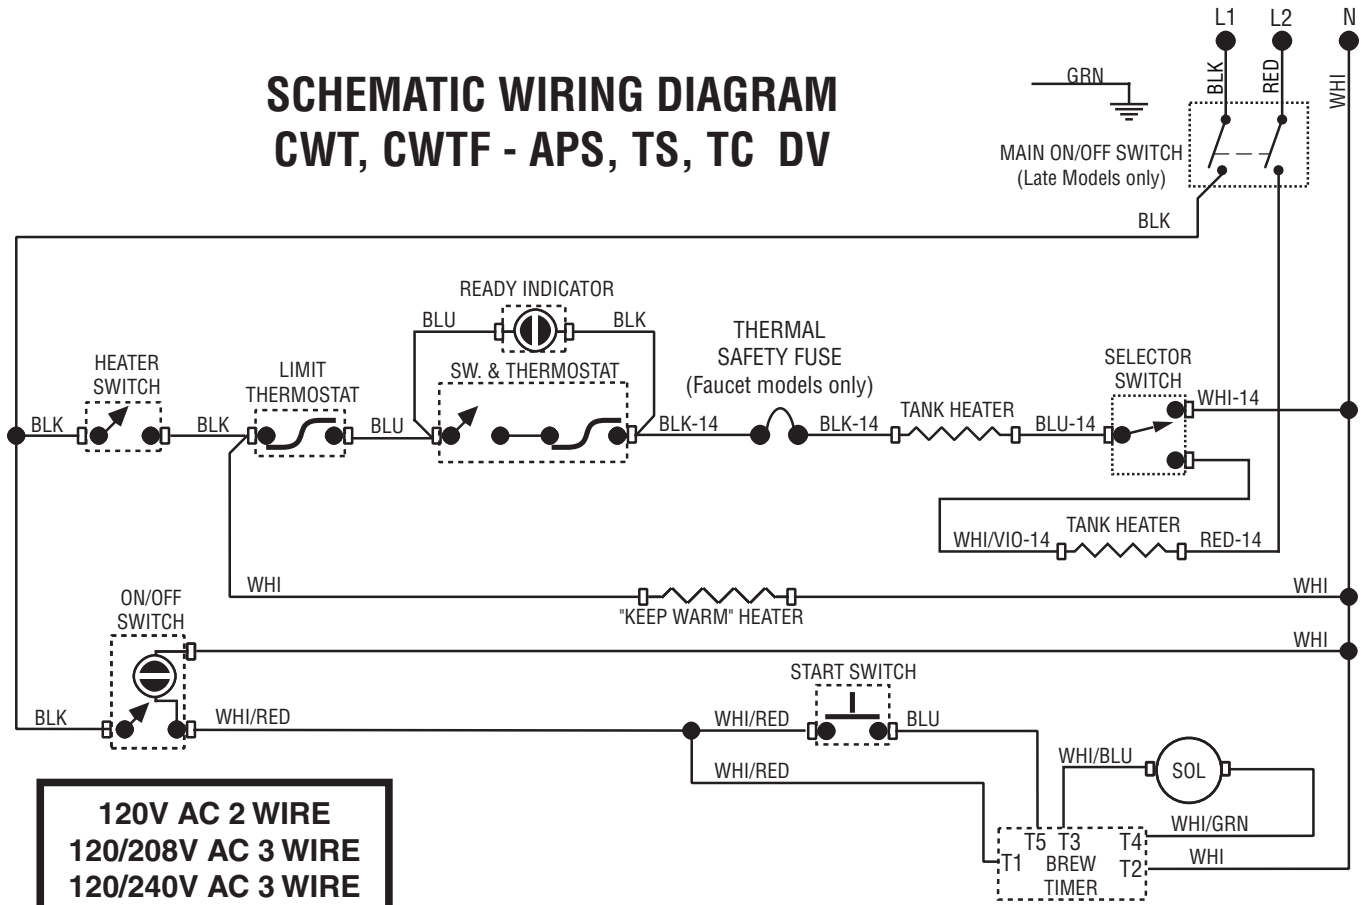 L1
L2
N
BLK
RED
WHI
GRN
SCHEMATIC WIRING DIAGRAM
CWT, CWTF - APS, TS, TC DV
MAIN ON/OFF SWITCH
(Late Models only)
BLK
READY INDICATOR
BLU
BLK
HEATER
SWITCH
LIMIT
THERMOSTAT
SW. & THERMOSTAT
THERMAL
SAFETY FUSE
(Faucet models only)
SELECTOR
SWITCH
WHI-14
BLK
BLK
BLU
BLK-14
BLK-14
TANK HEATER
BLU-14
WHI/VIO-14
TANK HEATER
RED-14
WHI
"KEEP WARM" HEATER
WHI
ON/OFF
SWITCH
WHI
START SWITCH
BLK
WHI/RED
WHI/RED
BLU
WHI/RED
WHI/BLU
SOL
WHI/GRN
T5
T3
T4
T1
BREW
TIMER
T2
WHI
120V AC 2 WIRE
120/208V AC 3 WIRE
120/240V AC 3 WIRE